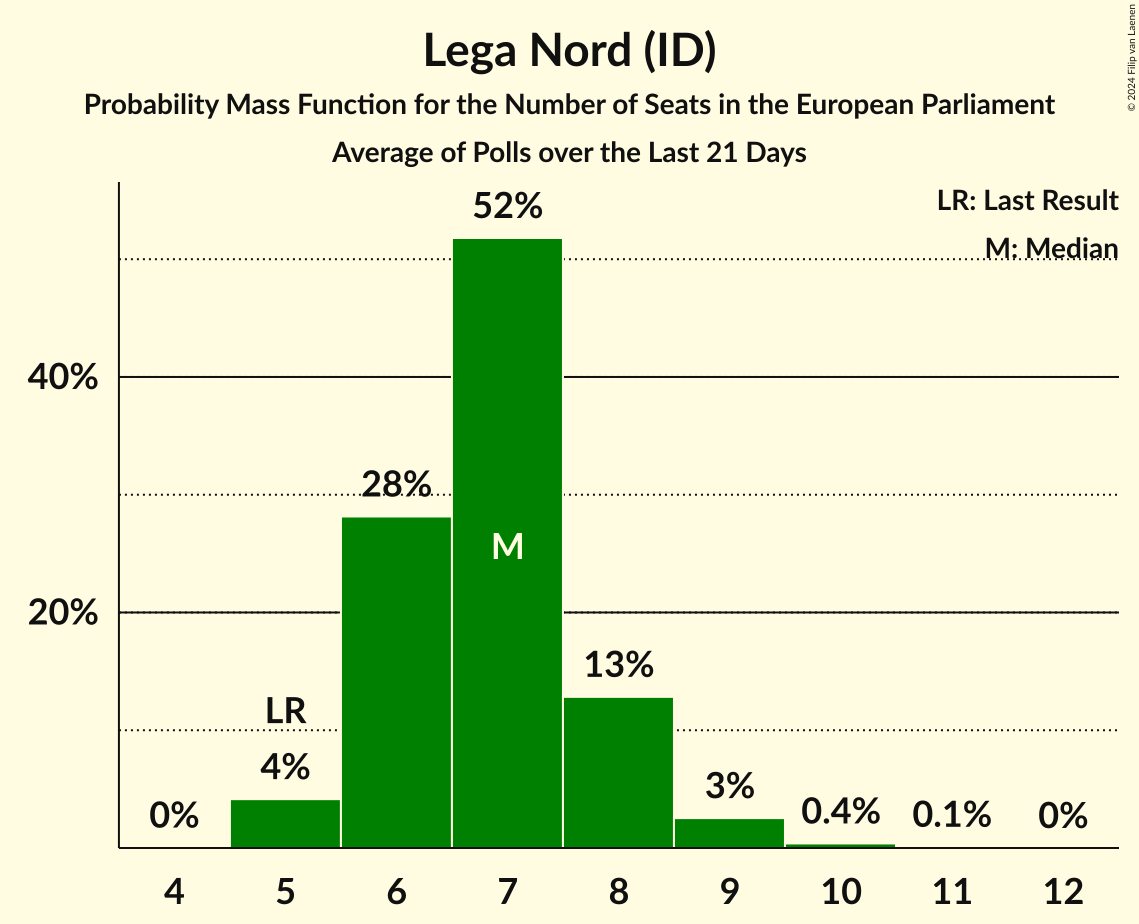 Lega Nord (ID)
Probability Mass Function for the Number of Seats in the European Parliament
Average of Polls over the Last 21 Days
© 2024 Filip van Laenen
LR: Last Result
M: Median
52%
40%
28%
M
20%
13%
LR
4%
0%
3%
0.4%
0.1%
0%
4 5 6 7 8 9 10 11 12